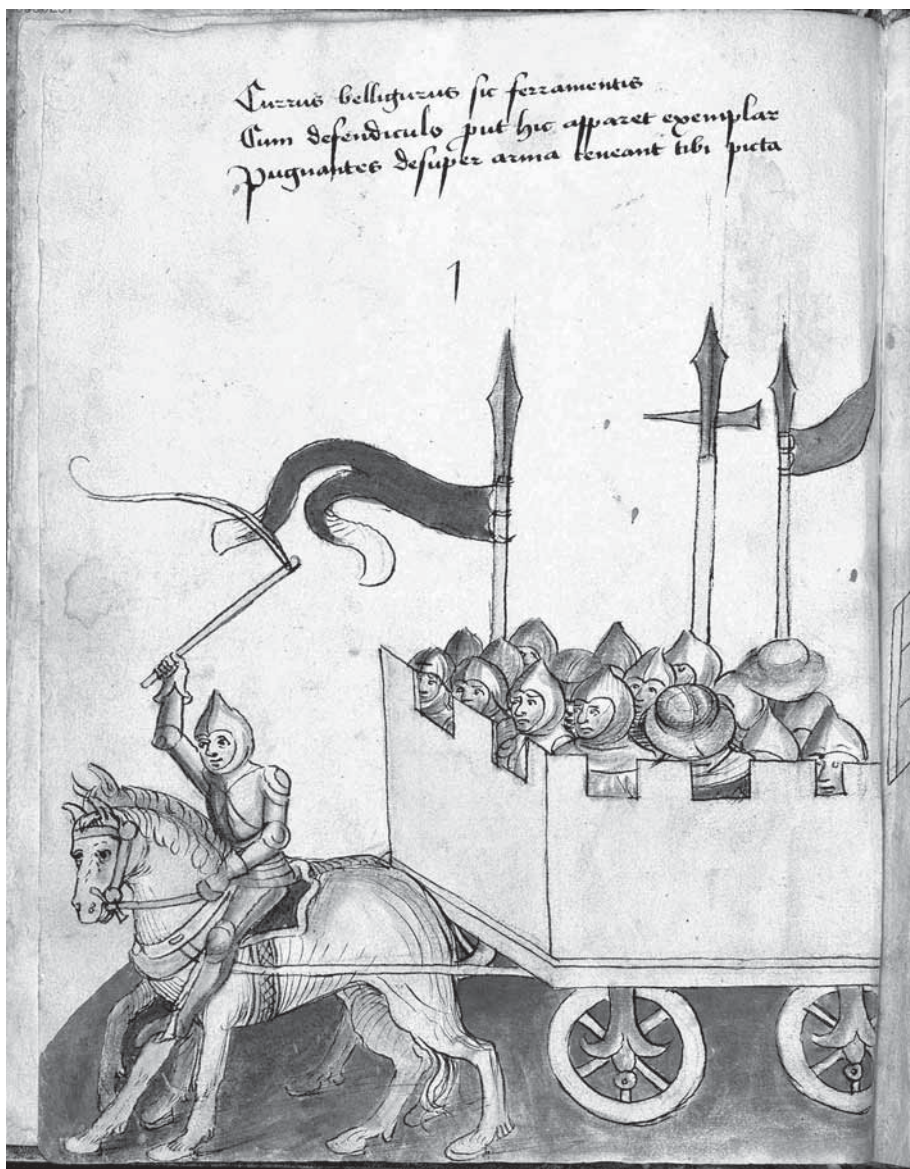 Currus belligurus sic ferramentis
Cum defendiculo put hic apparet exemplar
Pugnantes desuper arma teneant tibi picta
1